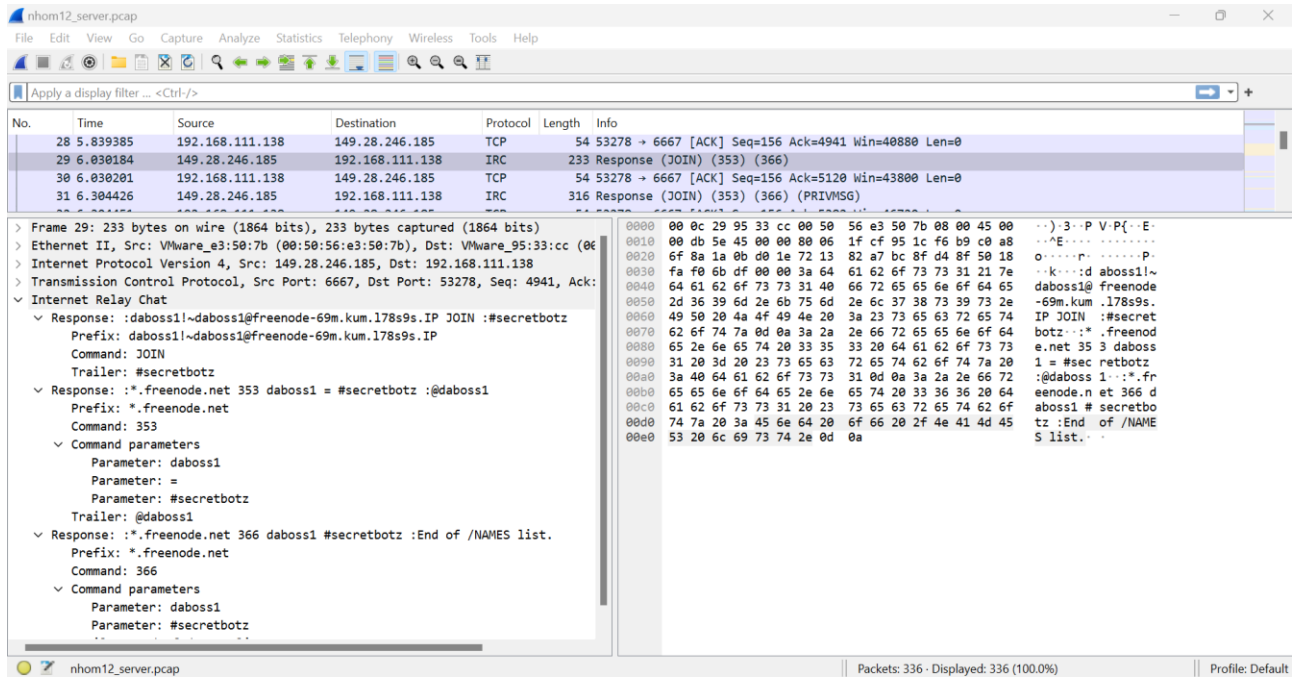 nhom12_server.pcap
File Edit View Go Capture Analyze Statistics Telephony Wireless Tools Help
Apply a display filter ... <Ctrl-/>
No. Time Source Destination Protocol Length Info
28 5.839385 192.168.111.138 149.28.246.185 TCP 54 53278 → 6667 [ACK] Seq=156 Ack=4941 Win=40880 Len=0
29 6.030184 149.28.246.185 192.168.111.138 IRC 233 Response (JOIN) (353) (366)
30 6.030201 192.168.111.138 149.28.246.185 TCP 54 53278 → 6667 [ACK] Seq=156 Ack=5120 Win=43800 Len=0
31 6.304426 149.28.246.185 192.168.111.138 IRC 316 Response (JOIN) (353) (366) (PRIVMSG)
> Frame 29: 233 bytes on wire (1864 bits), 233 bytes captured (1864 bits)
> Ethernet II, Src: VMware_e3:50:7b (00:50:56:e3:50:7b), Dst: VMware_95:33:cc (00
> Internet Protocol Version 4, Src: 149.28.246.185, Dst: 192.168.111.138
> Transmission Control Protocol, Src Port: 6667, Dst Port: 53278, Seq: 4941, Ack:
Internet Relay Chat
Response: :daboss1!~daboss1@freenode-69m.kum.l78s9s.IP JOIN :#secretbotz
Prefix: daboss1!~daboss1@freenode-69m.kum.l78s9s.IP
Command: JOIN
Trailer: #secretbotz
Response: :*.freenode.net 353 daboss1 = #secretbotz :@daboss1
Prefix: *.freenode.net
Command: 353
Command parameters
Parameter: daboss1
Parameter: =
Parameter: #secretbotz
Trailer: @daboss1
Response: :*.freenode.net 366 daboss1 #secretbotz :End of /NAMES list.
Prefix: *.freenode.net
Command: 366
Command parameters
Parameter: daboss1
Parameter: #secretbotz
0000 00 0c 29 95 33 cc 00 50 56 e3 50 7b 08 00 45 00 ··)·3··P V·P{··E·
0010 00 db 5e 45 00 00 80 06 1f cf 95 1c f6 b9 c0 a8 ··^E···· ········
0020 6f 8a 1a 0b d0 1e 72 13 82 a7 bc 8f d4 8f 50 18 o·····r· ······P·
0030 fa f0 6b df 00 00 3a 64 61 62 6f 73 73 31 21 7e ··k···:d aboss1!~
0040 64 61 62 6f 73 73 31 40 66 72 65 65 6e 6f 64 65 daboss1@ freenode
0050 2d 36 39 6d 2e 6b 75 6d 2e 6c 37 38 73 39 73 2e -69m.kum .l78s9s.
0060 49 50 20 4a 4f 49 4e 20 3a 23 73 65 63 72 65 74 IP JOIN :#secret
0070 62 6f 74 7a 0d 0a 3a 2a 2e 66 72 65 65 6e 6f 64 botz··:* .freenod
0080 65 2e 6e 65 74 20 33 35 33 20 64 61 62 6f 73 73 e.net 35 3 daboss
0090 31 20 3d 20 23 73 65 63 72 65 74 62 6f 74 7a 20 1 = #sec retbotz
00a0 3a 40 64 61 62 6f 73 73 31 0d 0a 3a 2a 2e 66 72 :@daboss 1··:*.fr
00b0 65 65 6e 6f 64 65 2e 6e 65 74 20 33 36 36 20 64 eenode.n et 366 d
00c0 61 62 6f 73 73 31 20 23 73 65 63 72 65 74 62 6f aboss1 # secretbo
00d0 74 7a 20 3a 45 6e 64 20 6f 66 20 2f 4e 41 4d 45 tz :End of /NAME
00e0 53 20 6c 69 73 74 2e 0d 0a S list.· ·
nhom12_server.pcap Packets: 336 · Displayed: 336 (100.0%) Profile: Default